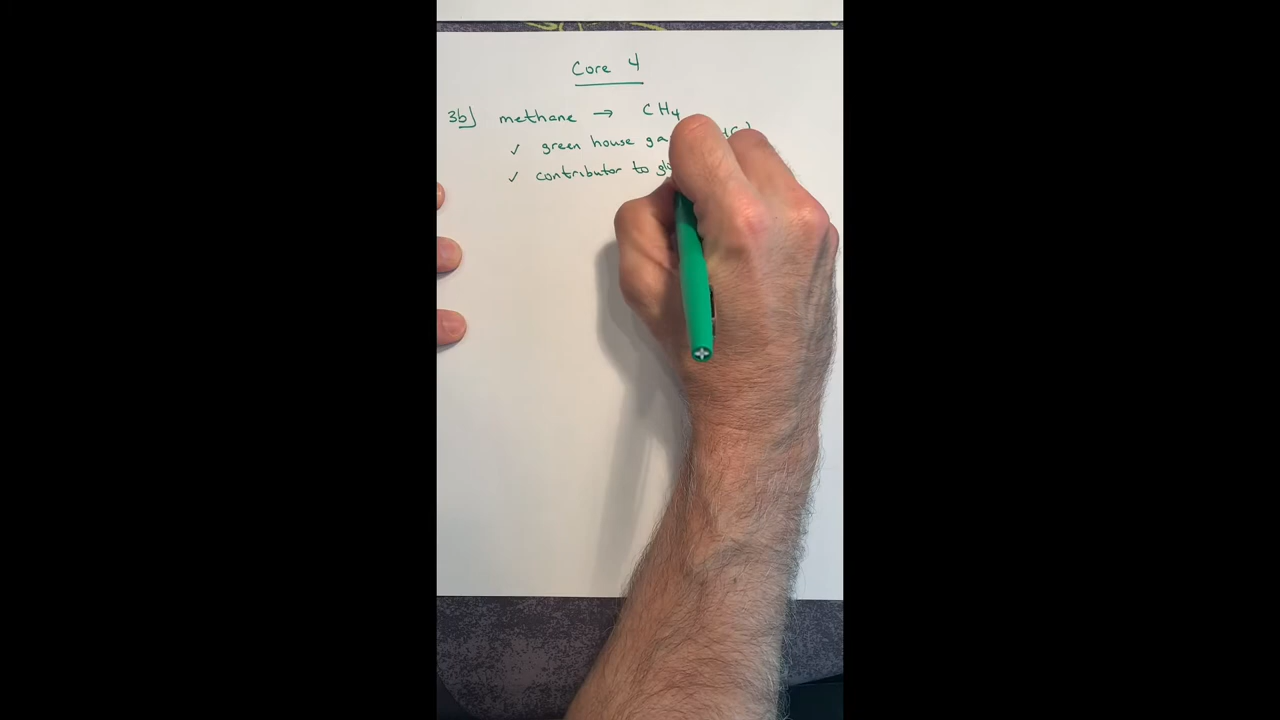 Core 4
3b) methane → CH4
✓ green house
✓ contributor to